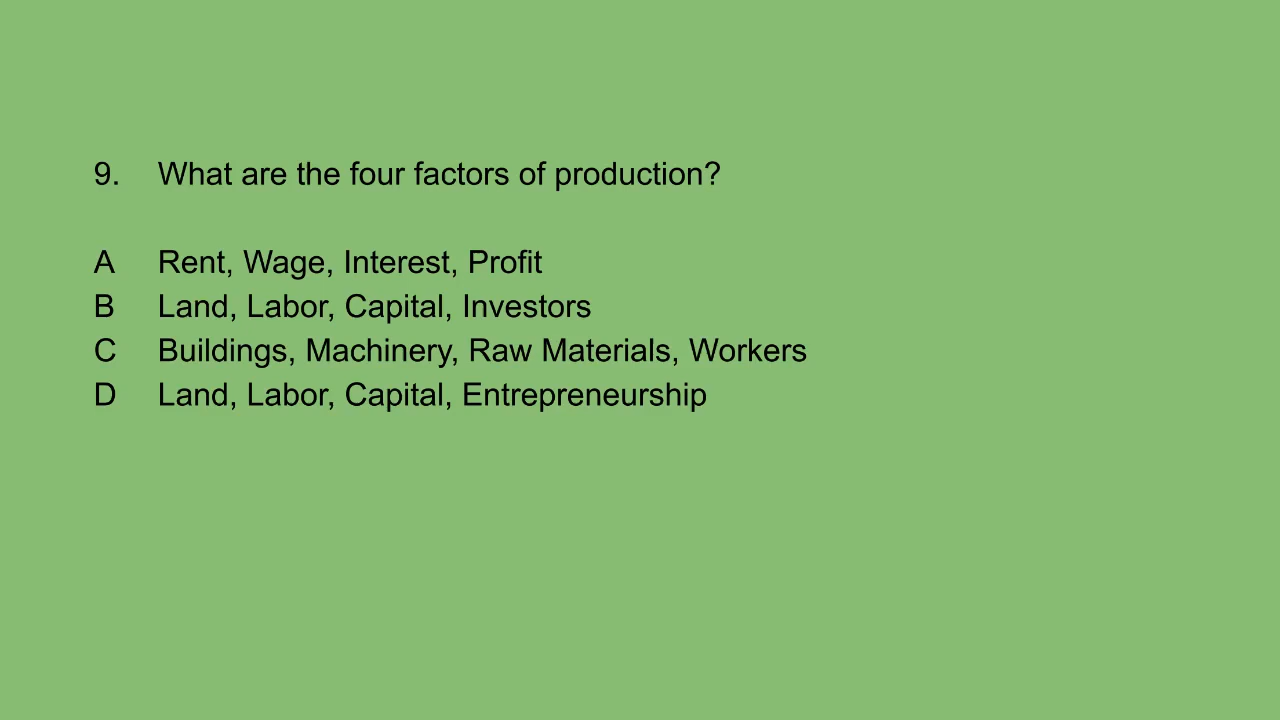 9. What are the four factors of production?
A Rent, Wage, Interest, Profit
B Land, Labor, Capital, Investors
C Buildings, Machinery, Raw Materials, Workers
D Land, Labor, Capital, Entrepreneurship